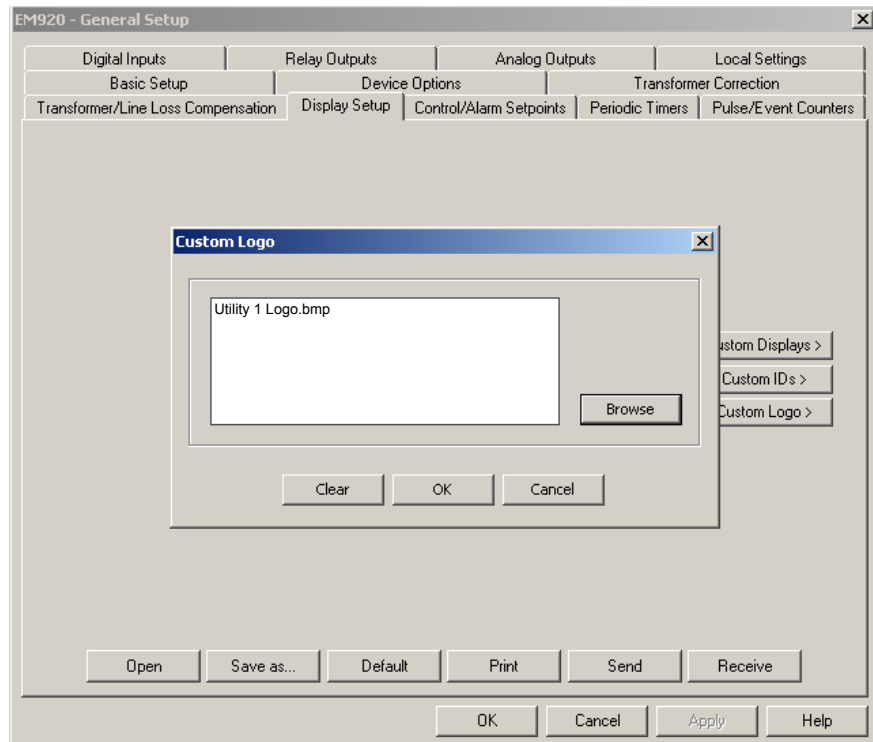 EM920 - General Setup
Digital Inputs Relay Outputs Analog Outputs Local Settings
Basic Setup Device Options Transformer Correction
Transformer/Line Loss Compensation Display Setup Control/Alarm Setpoints Periodic Timers Pulse/Event Counters
Custom Logo
Utility 1 Logo.bmp
ustom Displays >
Custom IDs >
Browse
Custom Logo >
Clear OK Cancel
Open Save as... Default Print Send Receive
OK Cancel Apply Help